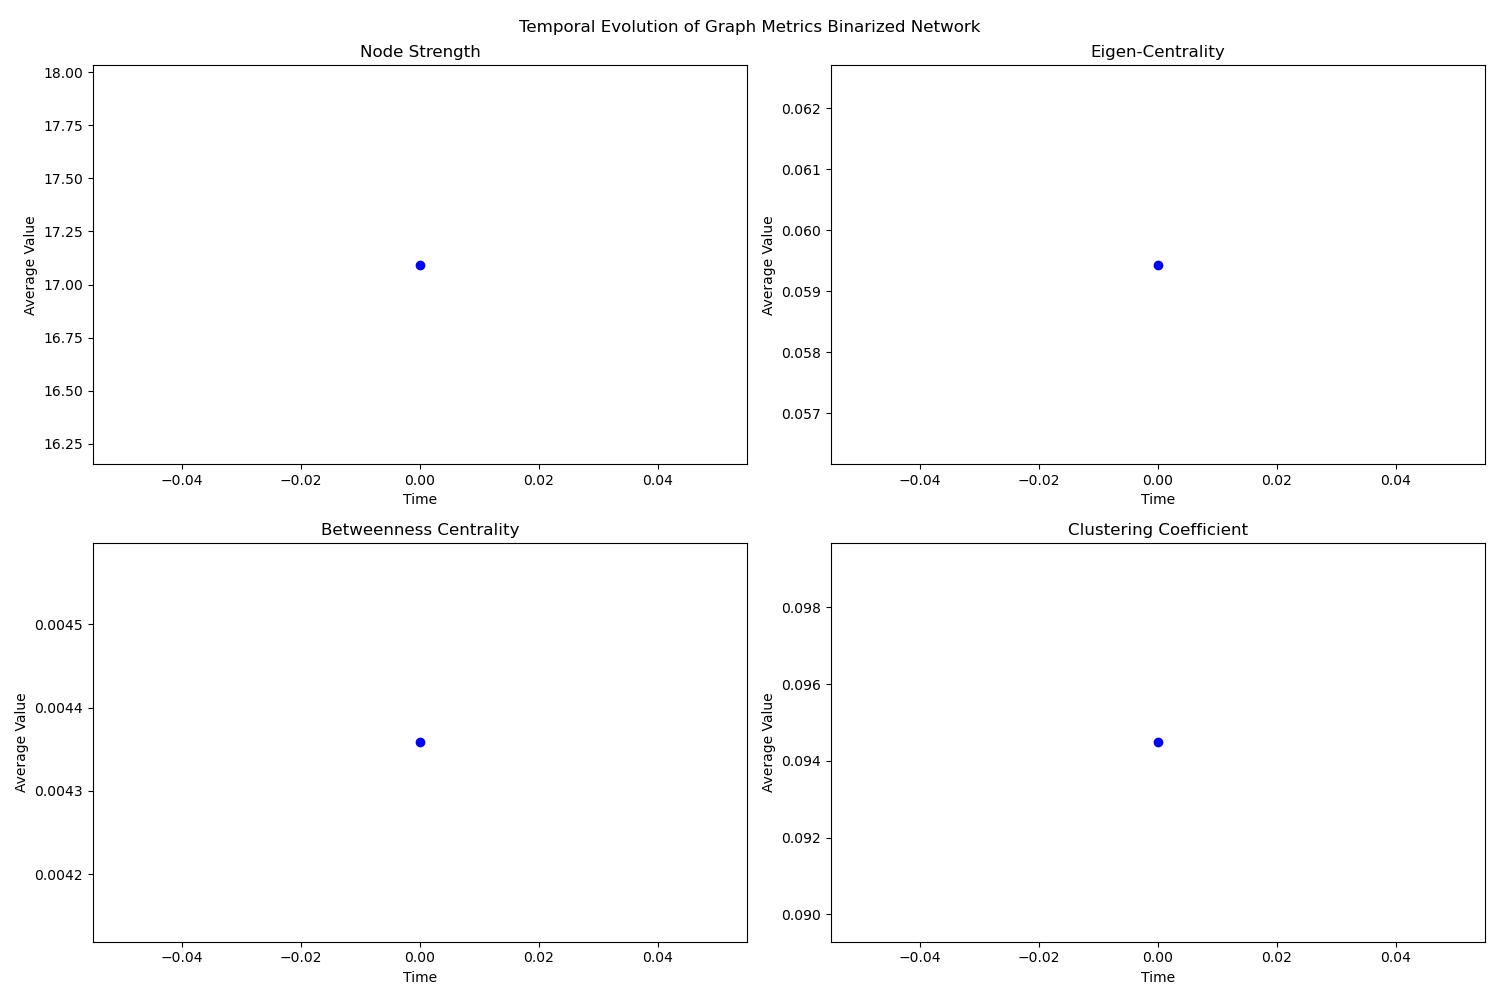 Temporal Evolution of Graph Metrics Binarized Network
Node Strength
18.00
17.75
17.50
17.25
17.00
16.75
16.50
16.25
Average Value
−0.04 −0.02 0.00 0.02 0.04
Time
Eigen-Centrality
0.062
0.061
0.060
0.059
0.058
0.057
Average Value
−0.04 −0.02 0.00 0.02 0.04
Time
Betweenness Centrality
0.0045
0.0044
0.0043
0.0042
Average Value
−0.04 −0.02 0.00 0.02 0.04
Time
Clustering Coefficient
0.098
0.096
0.094
0.092
0.090
Average Value
−0.04 −0.02 0.00 0.02 0.04
Time